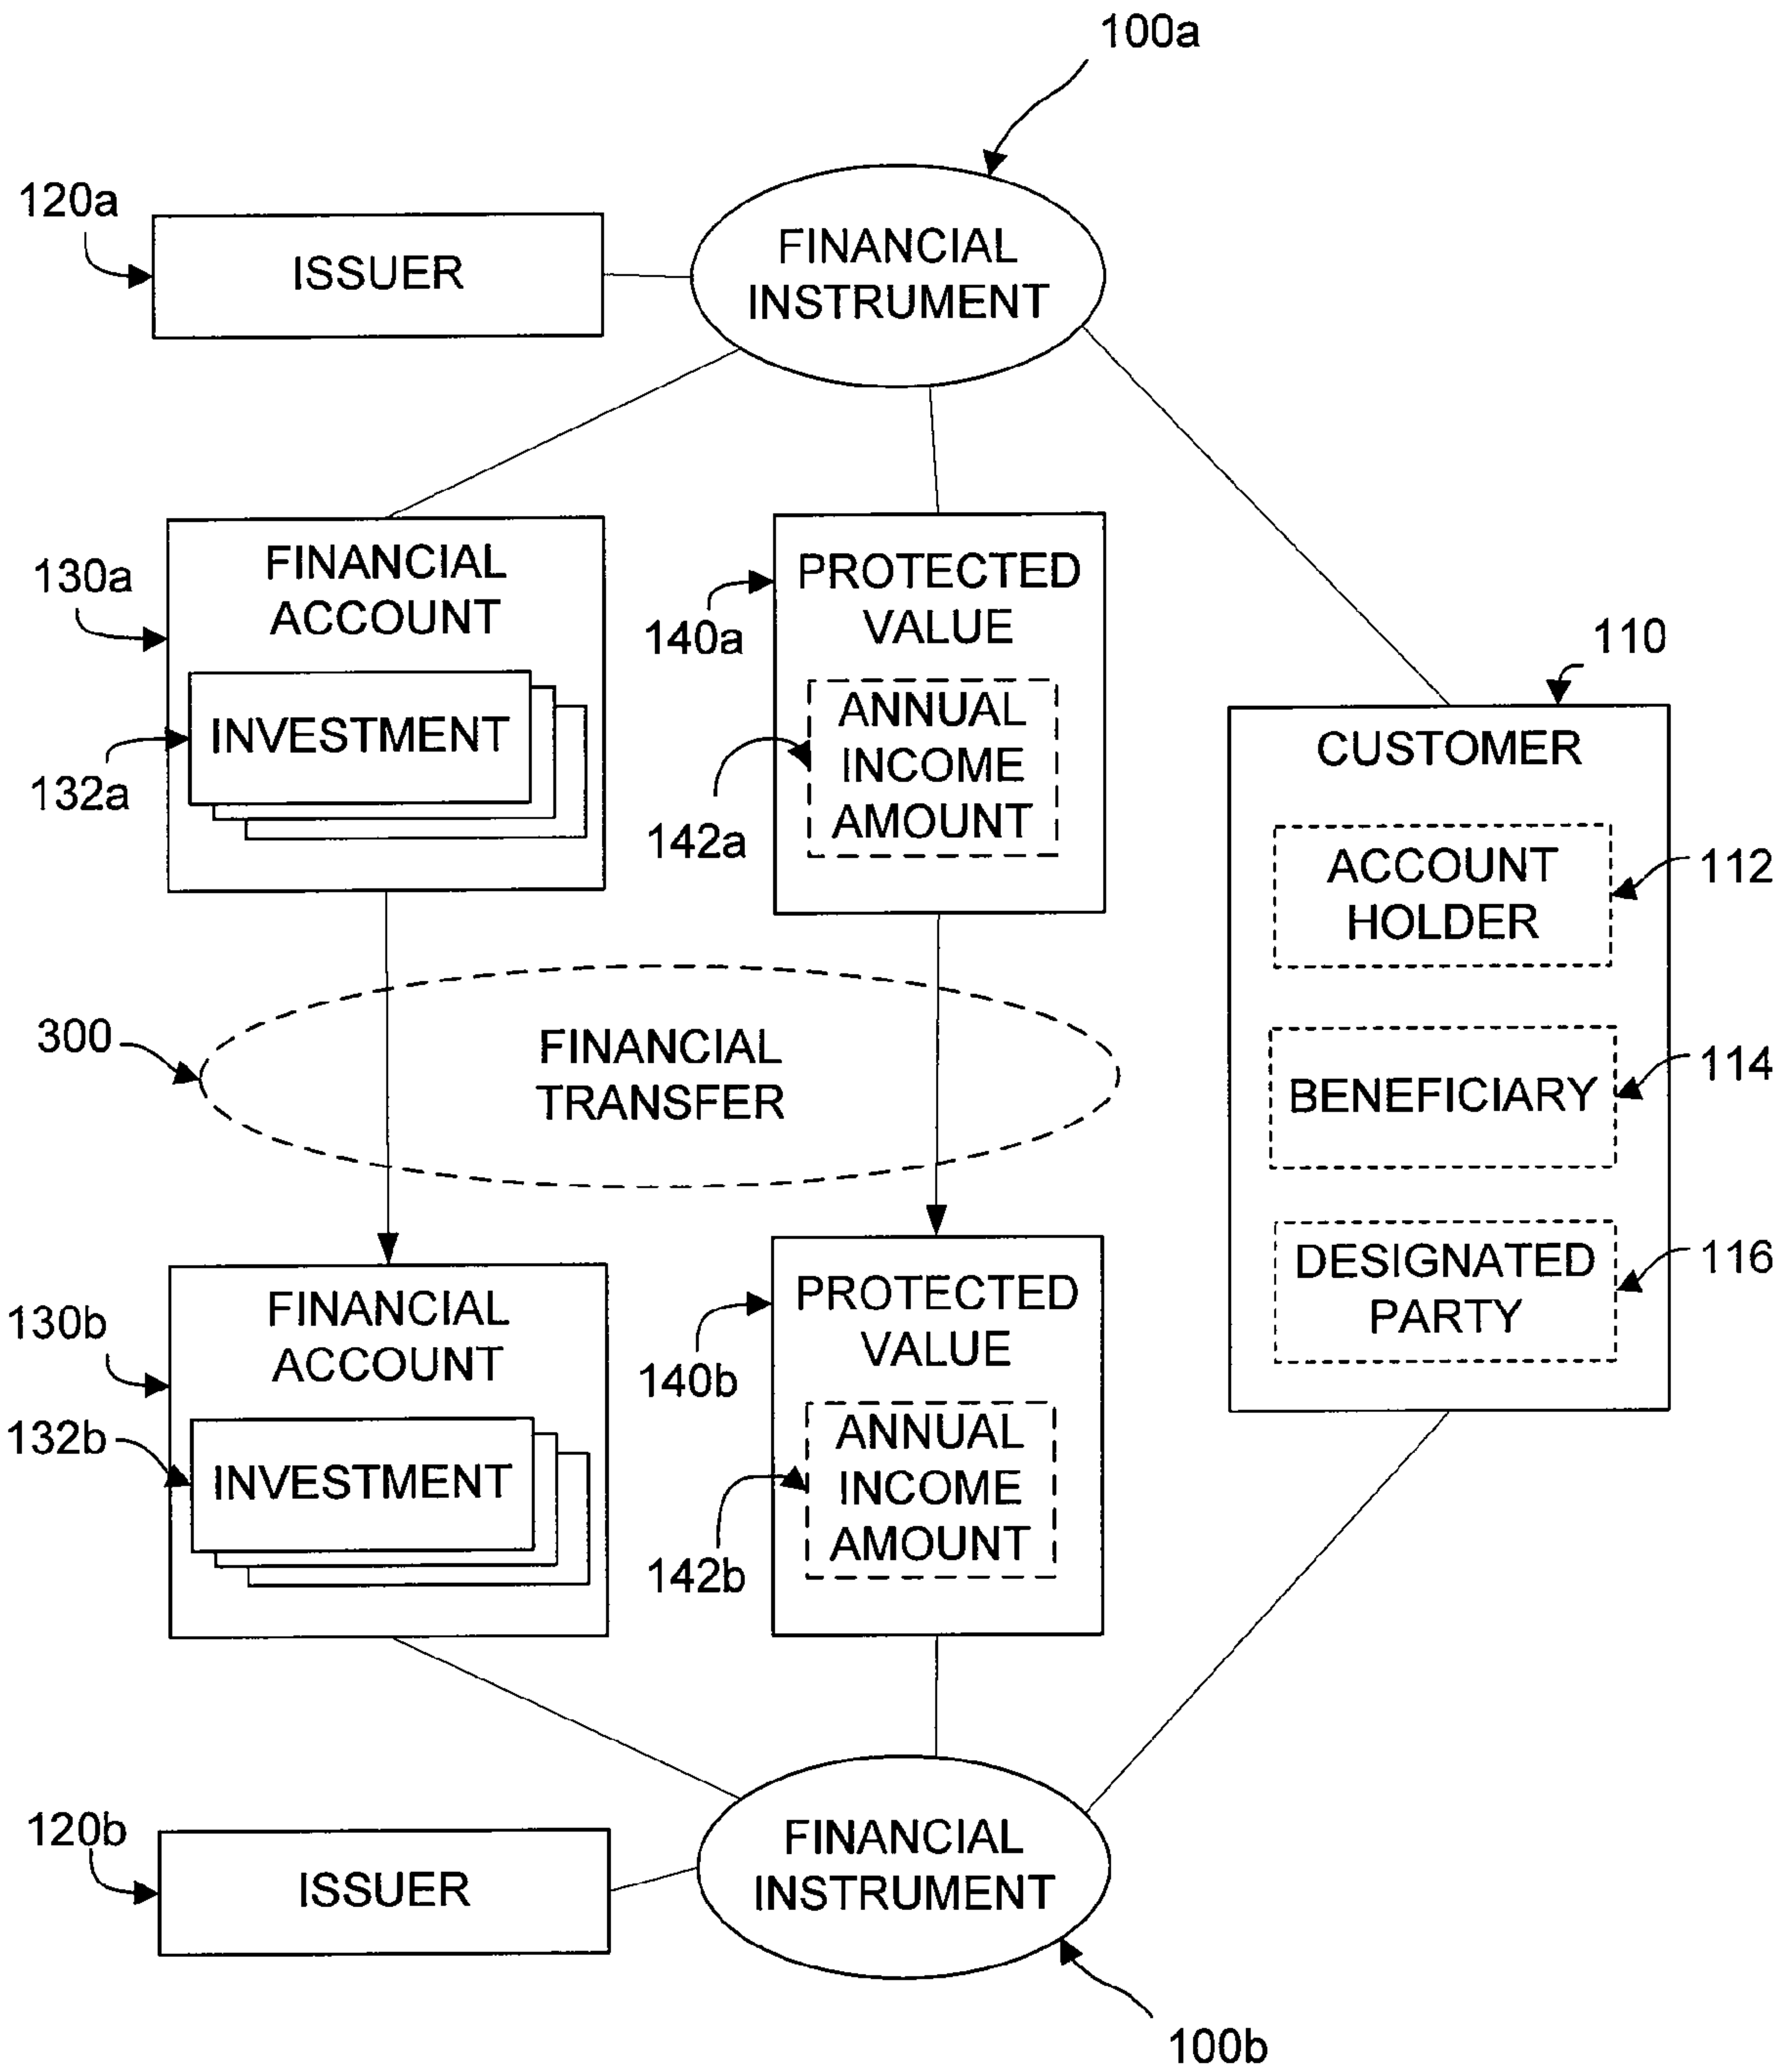 100a
120a
ISSUER
FINANCIAL
INSTRUMENT
130a
FINANCIAL
ACCOUNT
132a
INVESTMENT
140a
PROTECTED
VALUE
142a
ANNUAL
INCOME
AMOUNT
110
CUSTOMER
ACCOUNT
HOLDER
112
BENEFICIARY
114
DESIGNATED
PARTY
116
300
FINANCIAL
TRANSFER
130b
FINANCIAL
ACCOUNT
132b
INVESTMENT
140b
PROTECTED
VALUE
142b
ANNUAL
INCOME
AMOUNT
120b
ISSUER
FINANCIAL
INSTRUMENT
100b